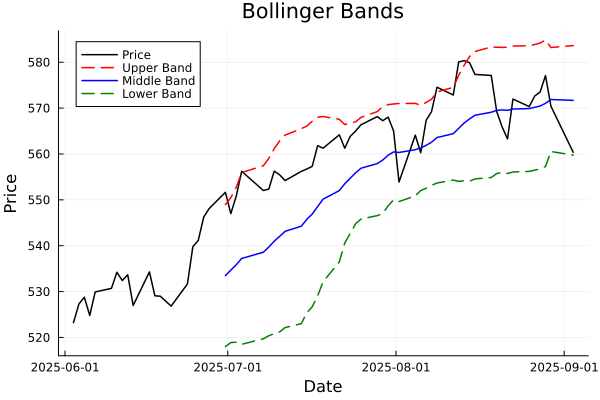 Bollinger Bands
Price
Upper Band
Middle Band
Lower Band
580
570
560
550
540
530
520
Price
2025-06-01 2025-07-01 2025-08-01 2025-09-01
Date